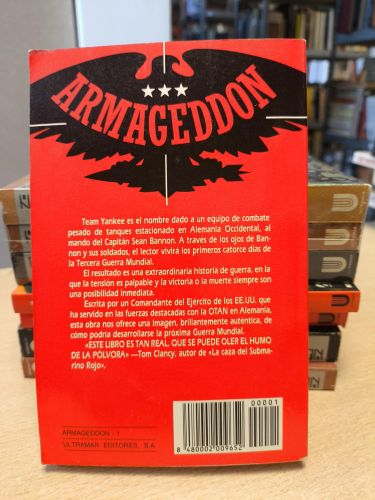 ARMAGEDDON
Team Yankee es el nombre dado a un equipo de combate
pesado de tanques estacionado en Alemania Occidental, al
mando del Capitán Sean Bannon. A través de los ojos de Ban-
non y sus soldados, el lector vivirá los primeros catorce días de
la Tercera Guerra Mundial.
El resultado es una extraordinaria historia de guerra, en la
que la tensión es palpable y la victoria o la muerte siempre son
una posibilidad inmediata.
Escrita por un Comandante del Ejercito de los EE.UU. que
ha servido en las fuerzas destacadas con la OTAN en Alemania,
esta obra nos ofrece una imagen, brillantemente auténtica, de
cómo podría desarrollarse la próxima Guerra Mundial.
«ESTE LIBRO ES TAN REAL, QUE SE PUEDE OLER EL HUMO
DE LA PÓLVORA» —Tom Clancy, autor de «La caza del Subma-
rino Rojo».
00001
ARMAGEDDON - 1
ULTRAMAR EDITORES, S.A.
8 480002 009652